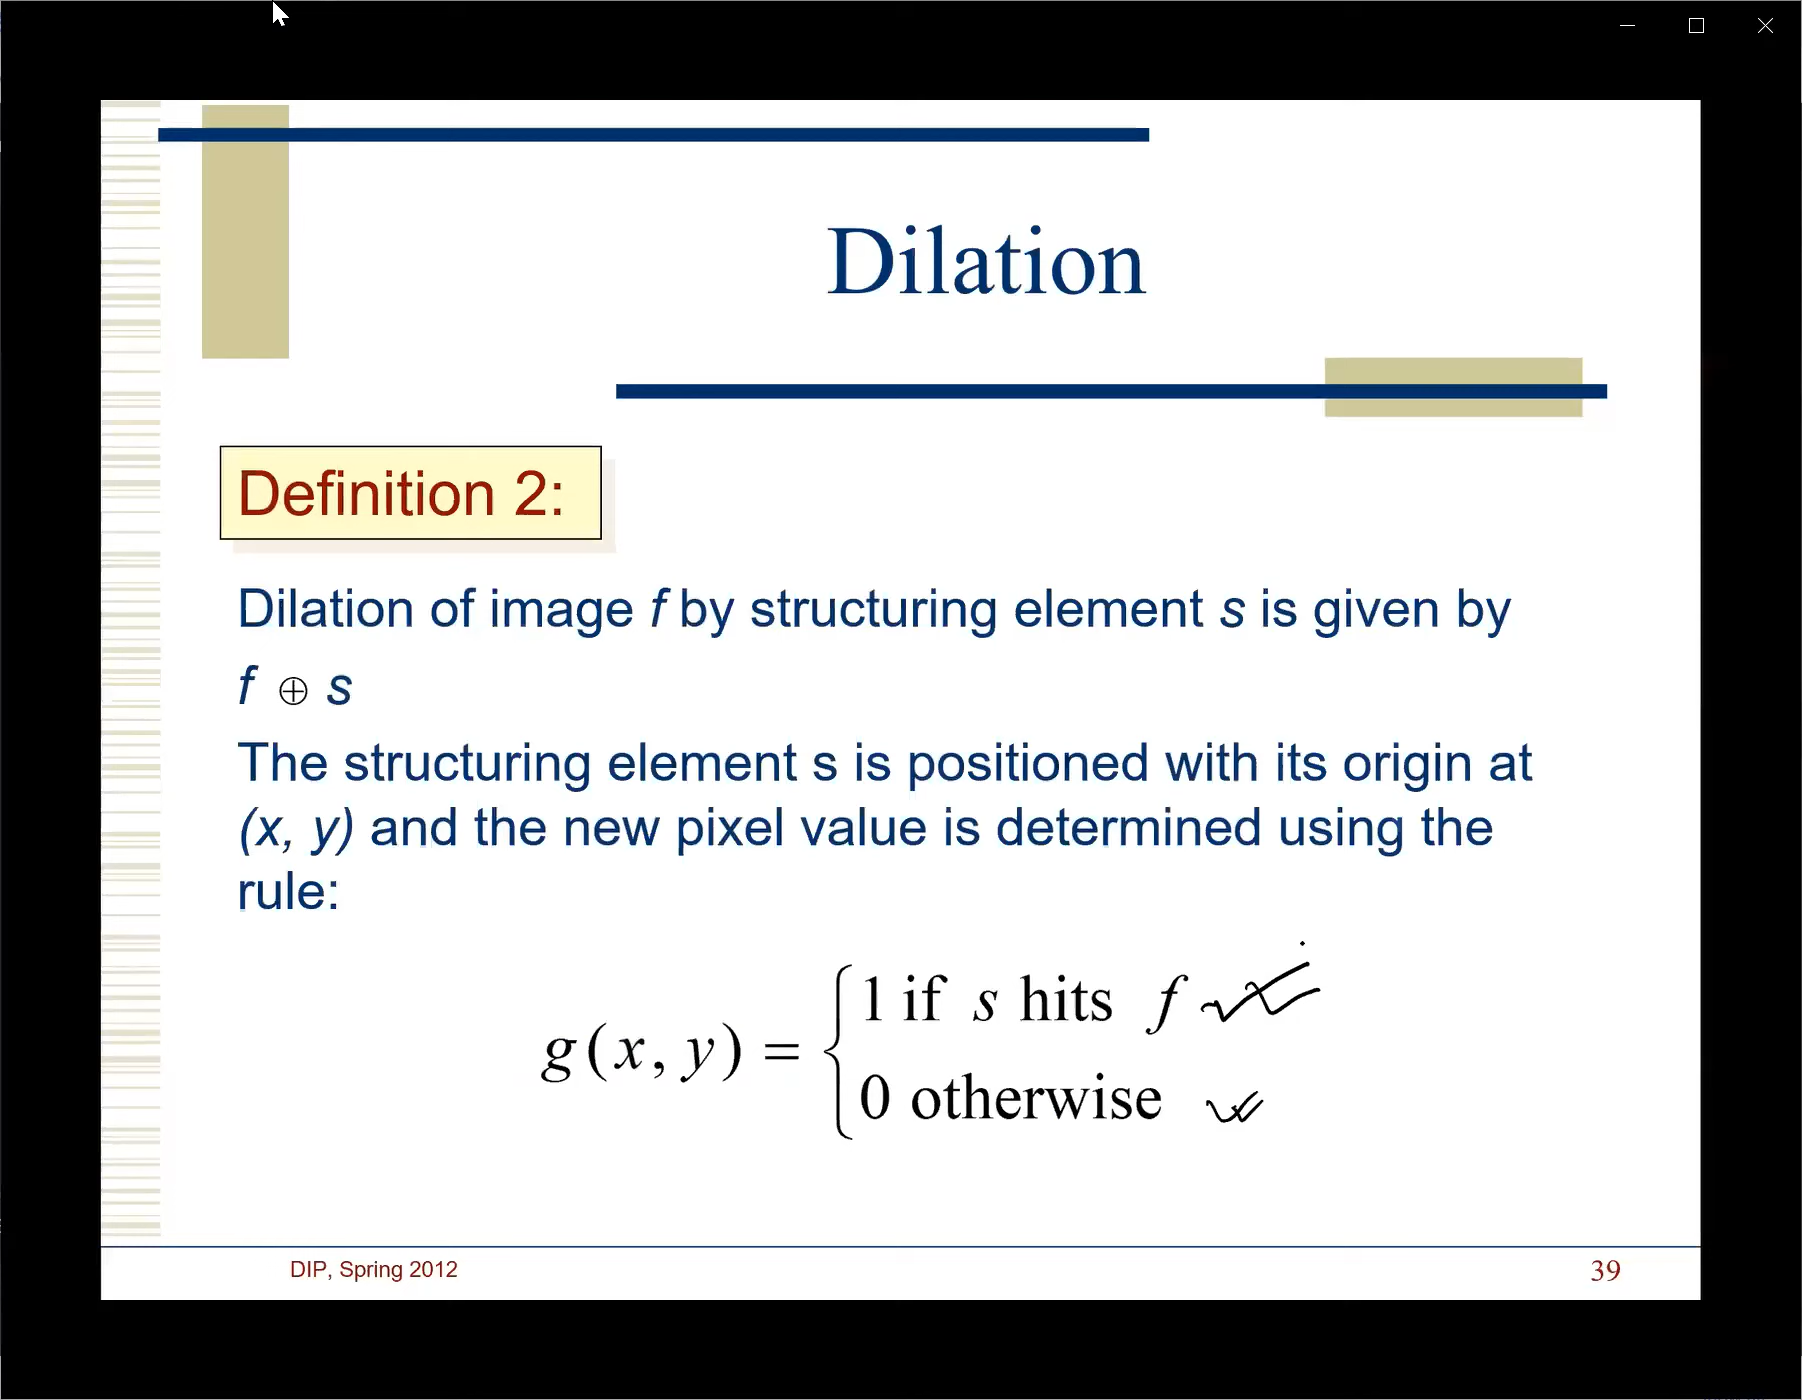 Dilation
Definition 2:
Dilation of image f by structuring element s is given by
f ⊕ s
The structuring element s is positioned with its origin at
(x, y) and the new pixel value is determined using the
rule:
g(x, y) = { 1 if s hits f
0 otherwise
DIP, Spring 2012
39